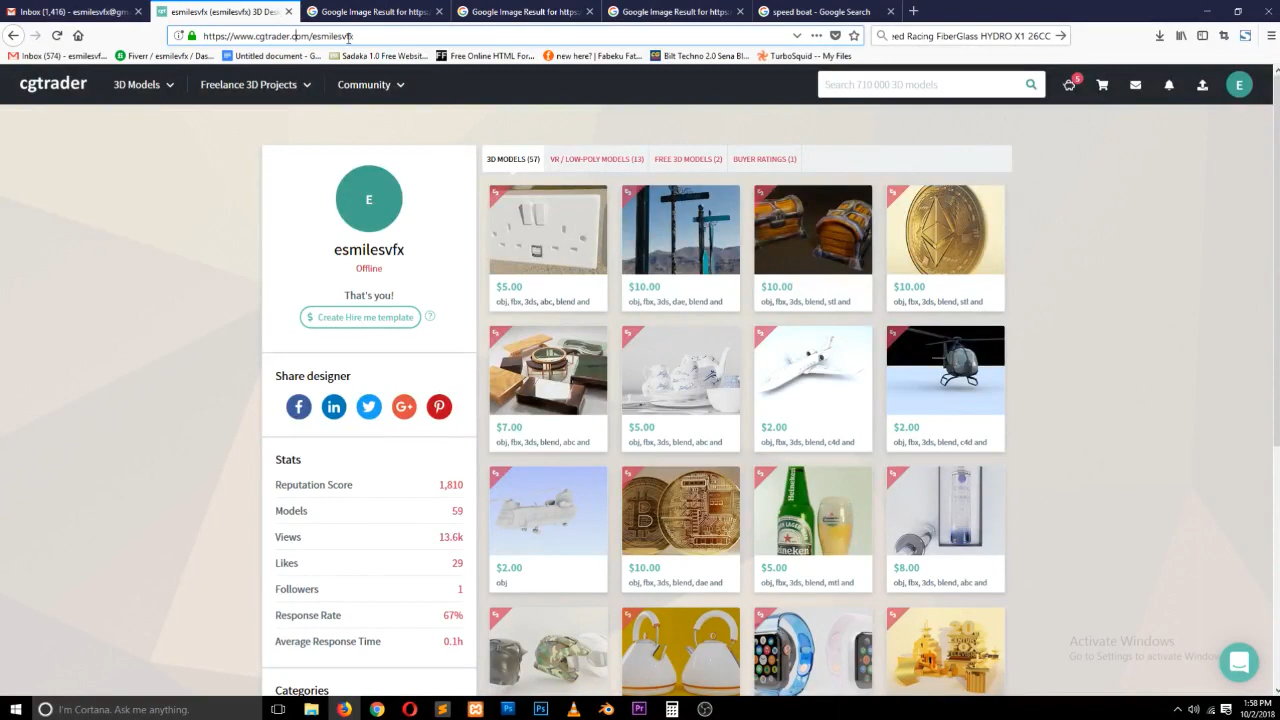 Inbox (1,416) - esmilesvfx@gm
esmilesvfx (esmilesvfx) 3D Desi
Google Image Result for https:
Google Image Result for https:
Google Image Result for https:
speed boat - Google Search
https://www.cgtrader.com/esmilesvfx
ed Racing FiberGlass HYDRO X1 26CC
Inbox (574) - esmilesvf
Fiverr / esmilesvfx / Das...
Untitled document - G...
Sadaka 1.0 Free Websit...
Free Online HTML For...
new here? | Fabeku Fat...
Bilt Techno 2.0 Sena Bl...
TurboSquid -- My Files
cgtrader
3D Models
Freelance 3D Projects
Community
Search 710 000 3D models
5
E
E
esmilesvfx
Offline
That's you!
$ Create Hire me template ?
Share designer
Stats
Reputation Score 1,810
Models 59
Views 13.6k
Likes 29
Followers 1
Response Rate 67%
Average Response Time 0.1h
Categories
3D MODELS (57)
VR / LOW-POLY MODELS (13)
FREE 3D MODELS (2)
BUYER RATINGS (1)
$5.00
obj, fbx, 3ds, abc, blend and
$10.00
obj, fbx, 3ds, dae, blend and
$10.00
obj, fbx, 3ds, blend, stl and
$10.00
obj, fbx, 3ds, blend, stl and
$7.00
obj, fbx, 3ds, blend, abc and
$5.00
obj, fbx, 3ds, blend, abc and
$2.00
obj, fbx, 3ds, blend, c4d and
$2.00
obj, fbx, 3ds, blend, c4d and
Heineken
$2.00
obj
$10.00
obj, fbx, 3ds, blend, dae and
$5.00
obj, fbx, 3ds, blend, mtl and
$8.00
obj, fbx, 3ds, blend, abc and
Activate Windows
Go to Settings to activate Windows
I'm Cortana. Ask me anything.
1:58 PM
10/2/2018